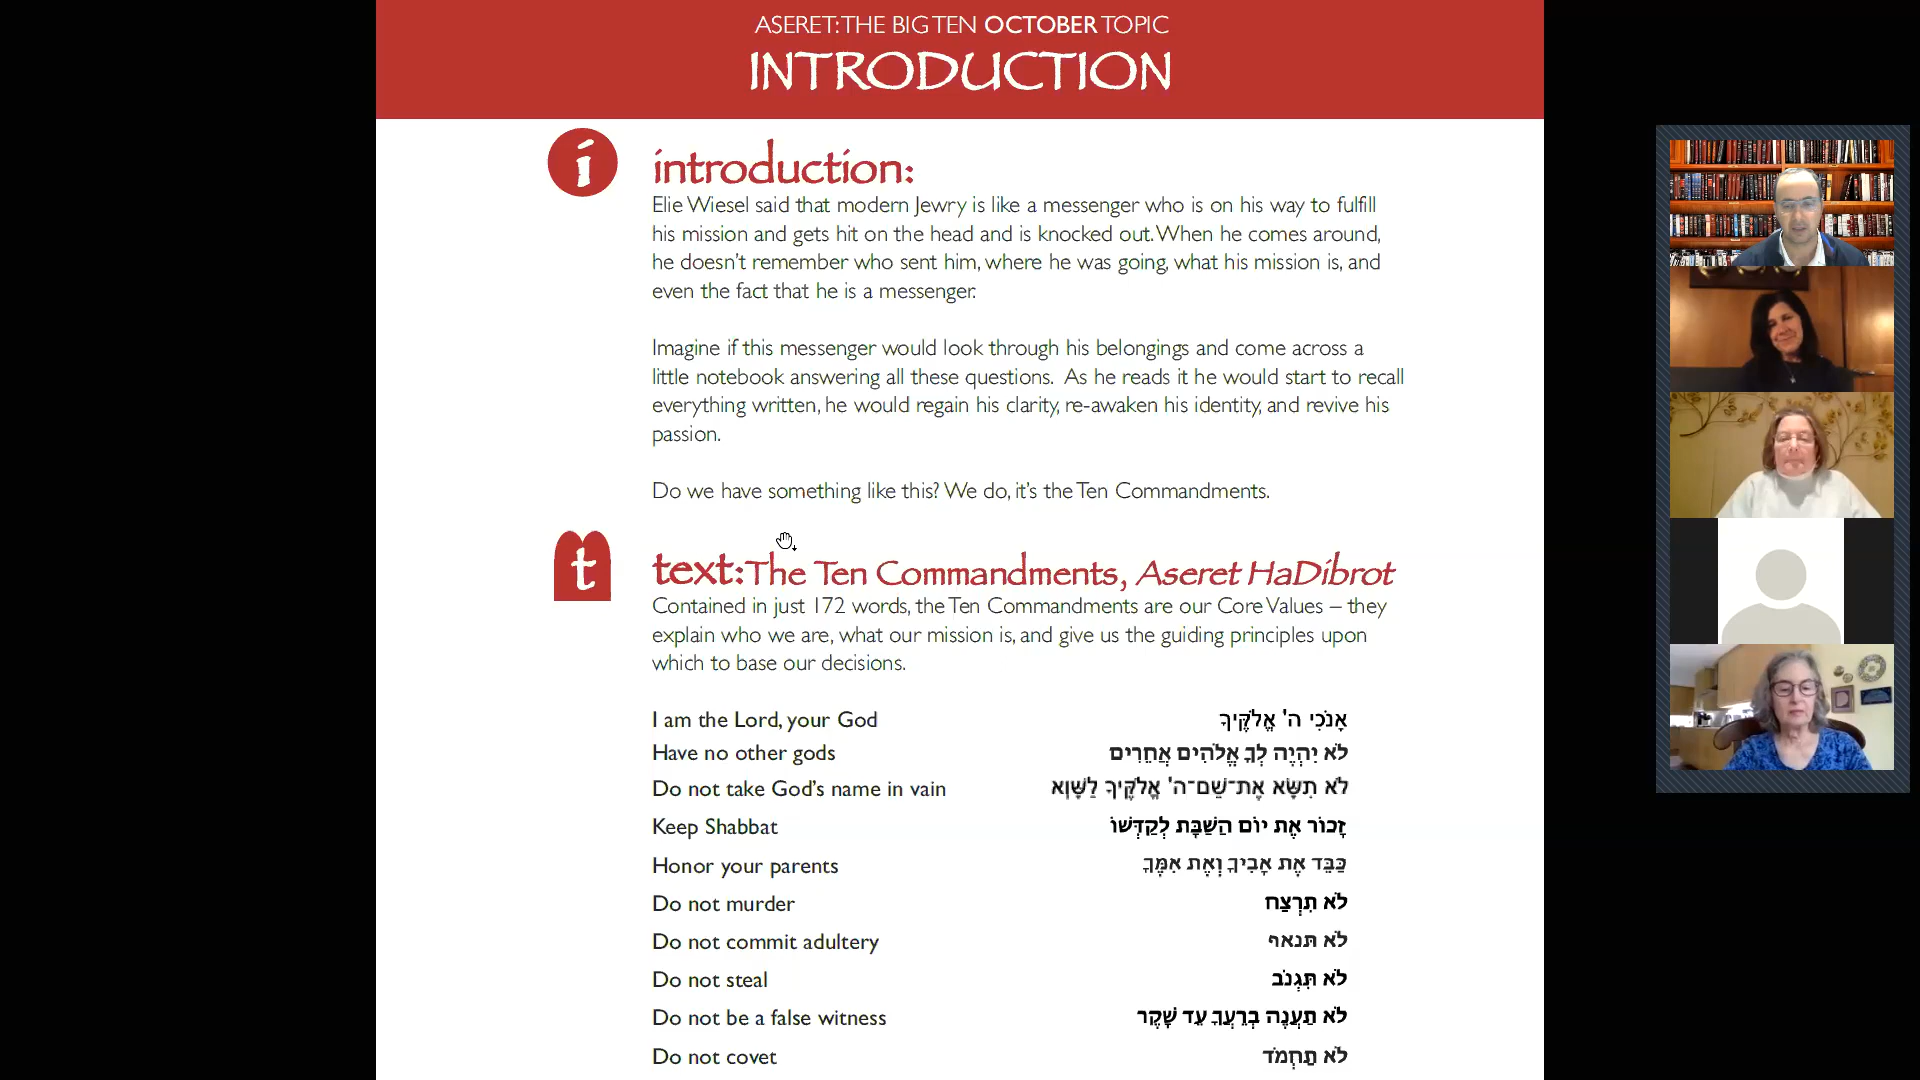 ASERET: THE BIG TEN OCTOBER TOPIC
INTRODUCTION
i
introduction:
Elie Wiesel said that modern Jewry is like a messenger who is on his way to fulfill
his mission and gets hit on the head and is knocked out. When he comes around,
he doesn't remember who sent him, where he was going, what his mission is, and
even the fact that he is a messenger.
Imagine if this messenger would look through his belongings and come across a
little notebook answering all these questions. As he reads it he would start to recall
everything written, he would regain his clarity, re-awaken his identity, and revive his
passion.
Do we have something like this? We do, it's the Ten Commandments.
t
text: The Ten Commandments, Aseret HaDibrot
Contained in just 172 words, the Ten Commandments are our Core Values – they
explain who we are, what our mission is, and give us the guiding principles upon
which to base our decisions.
I am the Lord, your God אָנֹכִי ה' אֱלֹקֶיךָ
Have no other gods לֹא יִהְיֶה לְךָ אֱלֹהִים אֲחֵרִים
Do not take God's name in vain לֹא תִשָּׂא אֶת־שֵׁם־ה' אֱלֹקֶיךָ לַשָּׁוְא
Keep Shabbat זָכוֹר אֶת יוֹם הַשַּׁבָּת לְקַדְּשׁוֹ
Honor your parents כַּבֵּד אֶת אָבִיךָ וְאֶת אִמֶּךָ
Do not murder לֹא תִרְצַח
Do not commit adultery לֹא תִּנאף
Do not steal לֹא תִּגְנֹב
Do not be a false witness לֹא תַעֲנֶה בְרֵעֲךָ עֵד שָׁקֶר
Do not covet לֹא תַחְמֹד